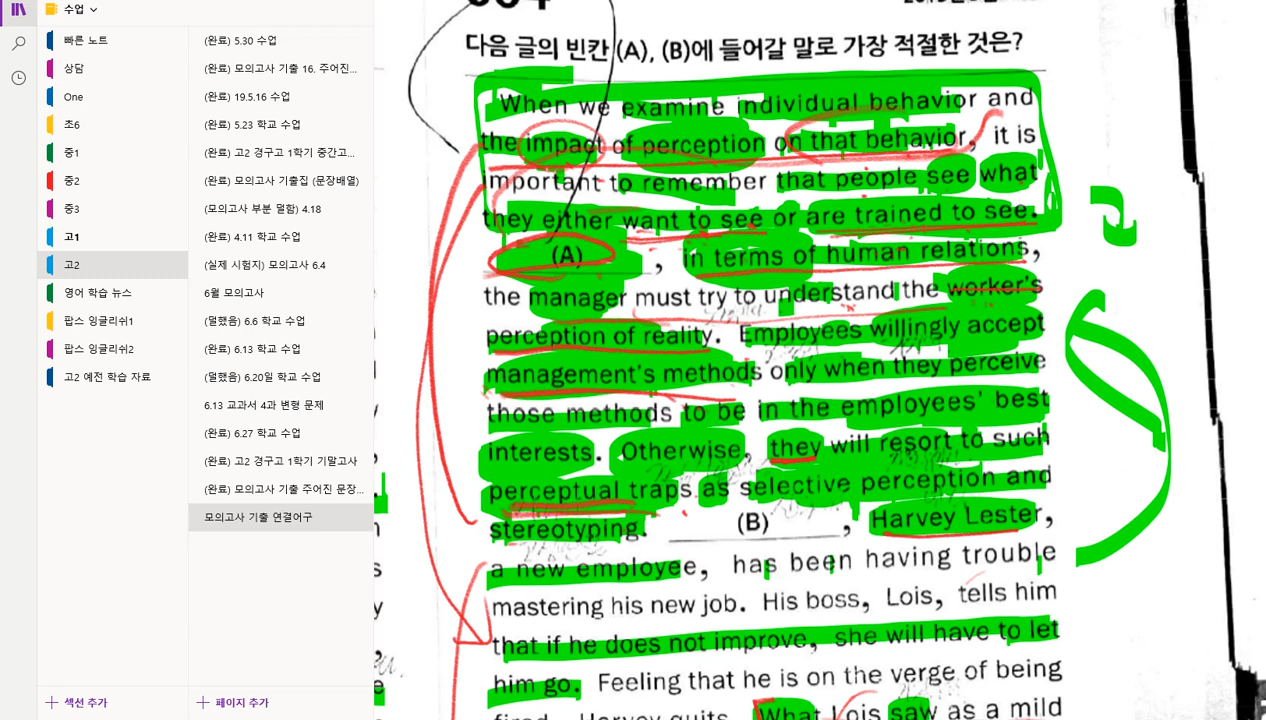 수업
빠른 노트
상담
One
초6
중1
중2
중3
고1
고2
영어 학습 뉴스
팝스 잉글리쉬1
팝스 잉글리쉬2
고2 예전 학습 자료
섹션 추가
(완료) 5.30 수업
(완료) 모의고사 기출 16. 주어진...
(완료) 19.5.16 수업
(완료) 5.23 학교 수업
(완료) 고2 경구고 1학기 중간고...
(완료) 모의고사 기출집 (문장배열)
(모의고사 부분 덜함) 4.18
(완료) 4.11 학교 수업
(실제 시험지) 모의고사 6.4
6월 모의고사
(덜했음) 6.6 학교 수업
(완료) 6.13 학교 수업
(덜했음) 6.20일 학교 수업
6.13 교과서 4과 변형 문제
(완료) 6.27 학교 수업
(완료) 고2 경구고 1학기 기말고사
(완료) 모의고사 기출 주어진 문장...
모의고사 기출 연결어구
페이지 추가
다음 글의 빈칸 (A), (B)에 들어갈 말로 가장 적절한 것은?
When we examine individual behavior and
the impact of perception on that behavior, it is
important to remember that people see what
they either want to see or are trained to see.
(A), in terms of human relations,
the manager must try to understand the worker's
perception of reality. Employees willingly accept
management's methods only when they perceive
those methods to be in the employees' best
interests. Otherwise, they will resort to such
perceptual traps as selective perception and
stereotyping. (B), Harvey Lester,
a new employee, has been having trouble
mastering his new job. His boss, Lois, tells him
that if he does not improve, she will have to let
him go. Feeling that he is on the verge of being
fired, Harvey quits. What Lois saw as a mild